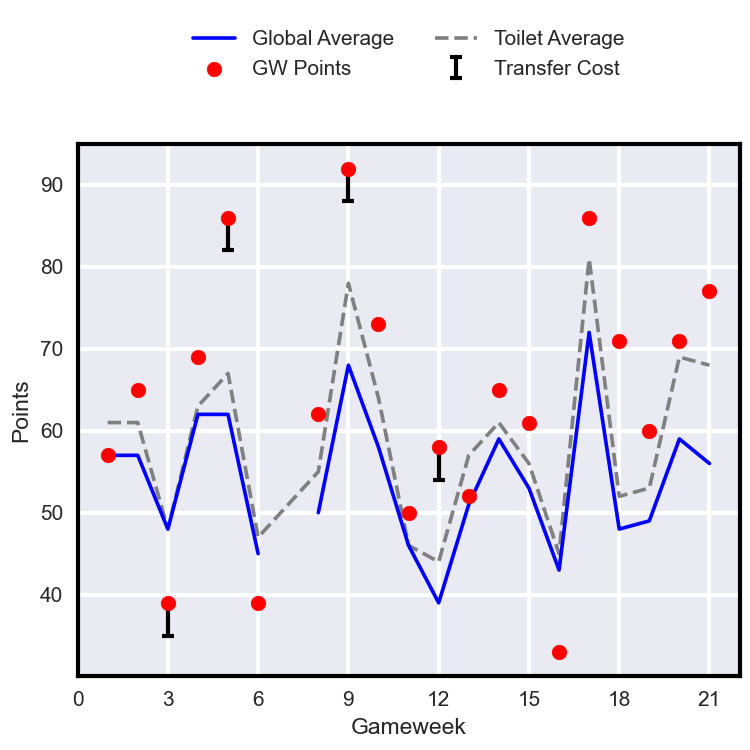 Global Average
Toilet Average
GW Points
Transfer Cost
90
80
70
60
50
40
Points
0 3 6 9 12 15 18 21
Gameweek